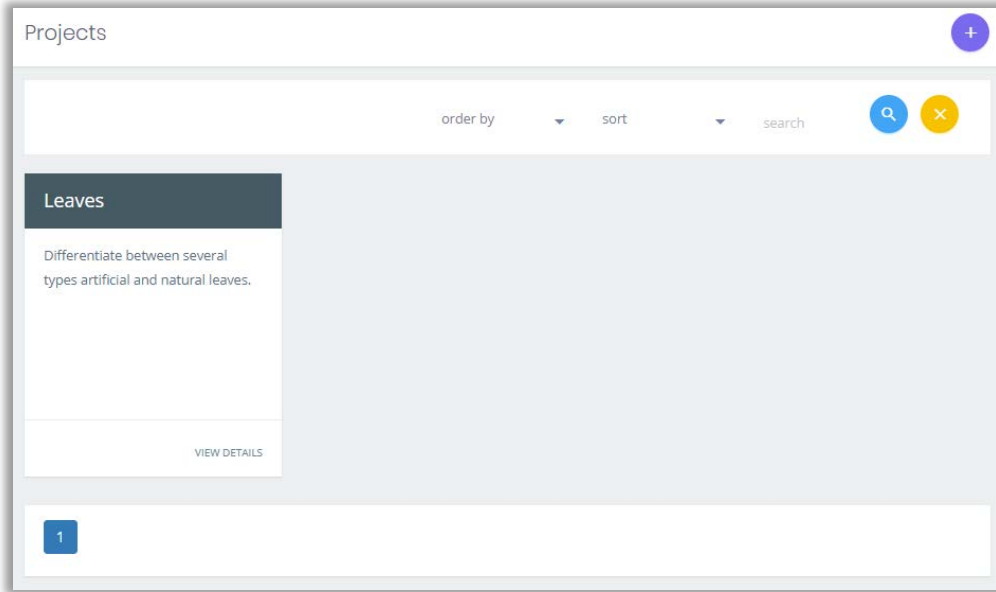 Projects
+
order by
sort
search
Leaves
Differentiate between several
types artificial and natural leaves.
VIEW DETAILS
1